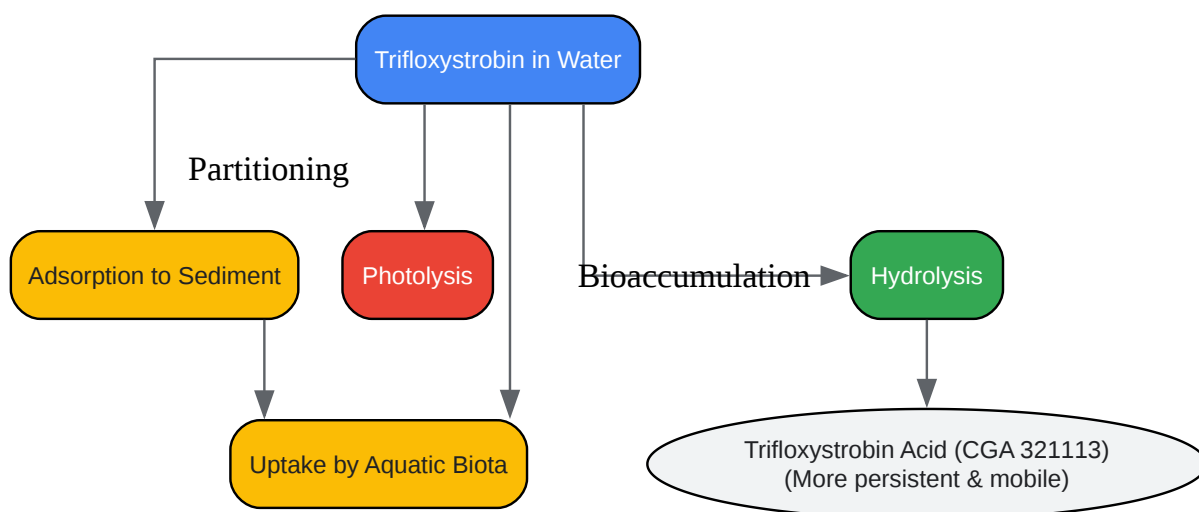 Trifloxystrobin in Water
Partitioning
Adsorption to Sediment
Photolysis
Bioaccumulation
Hydrolysis
Uptake by Aquatic Biota
Trifloxystrobin Acid (CGA 321113)
(More persistent & mobile)